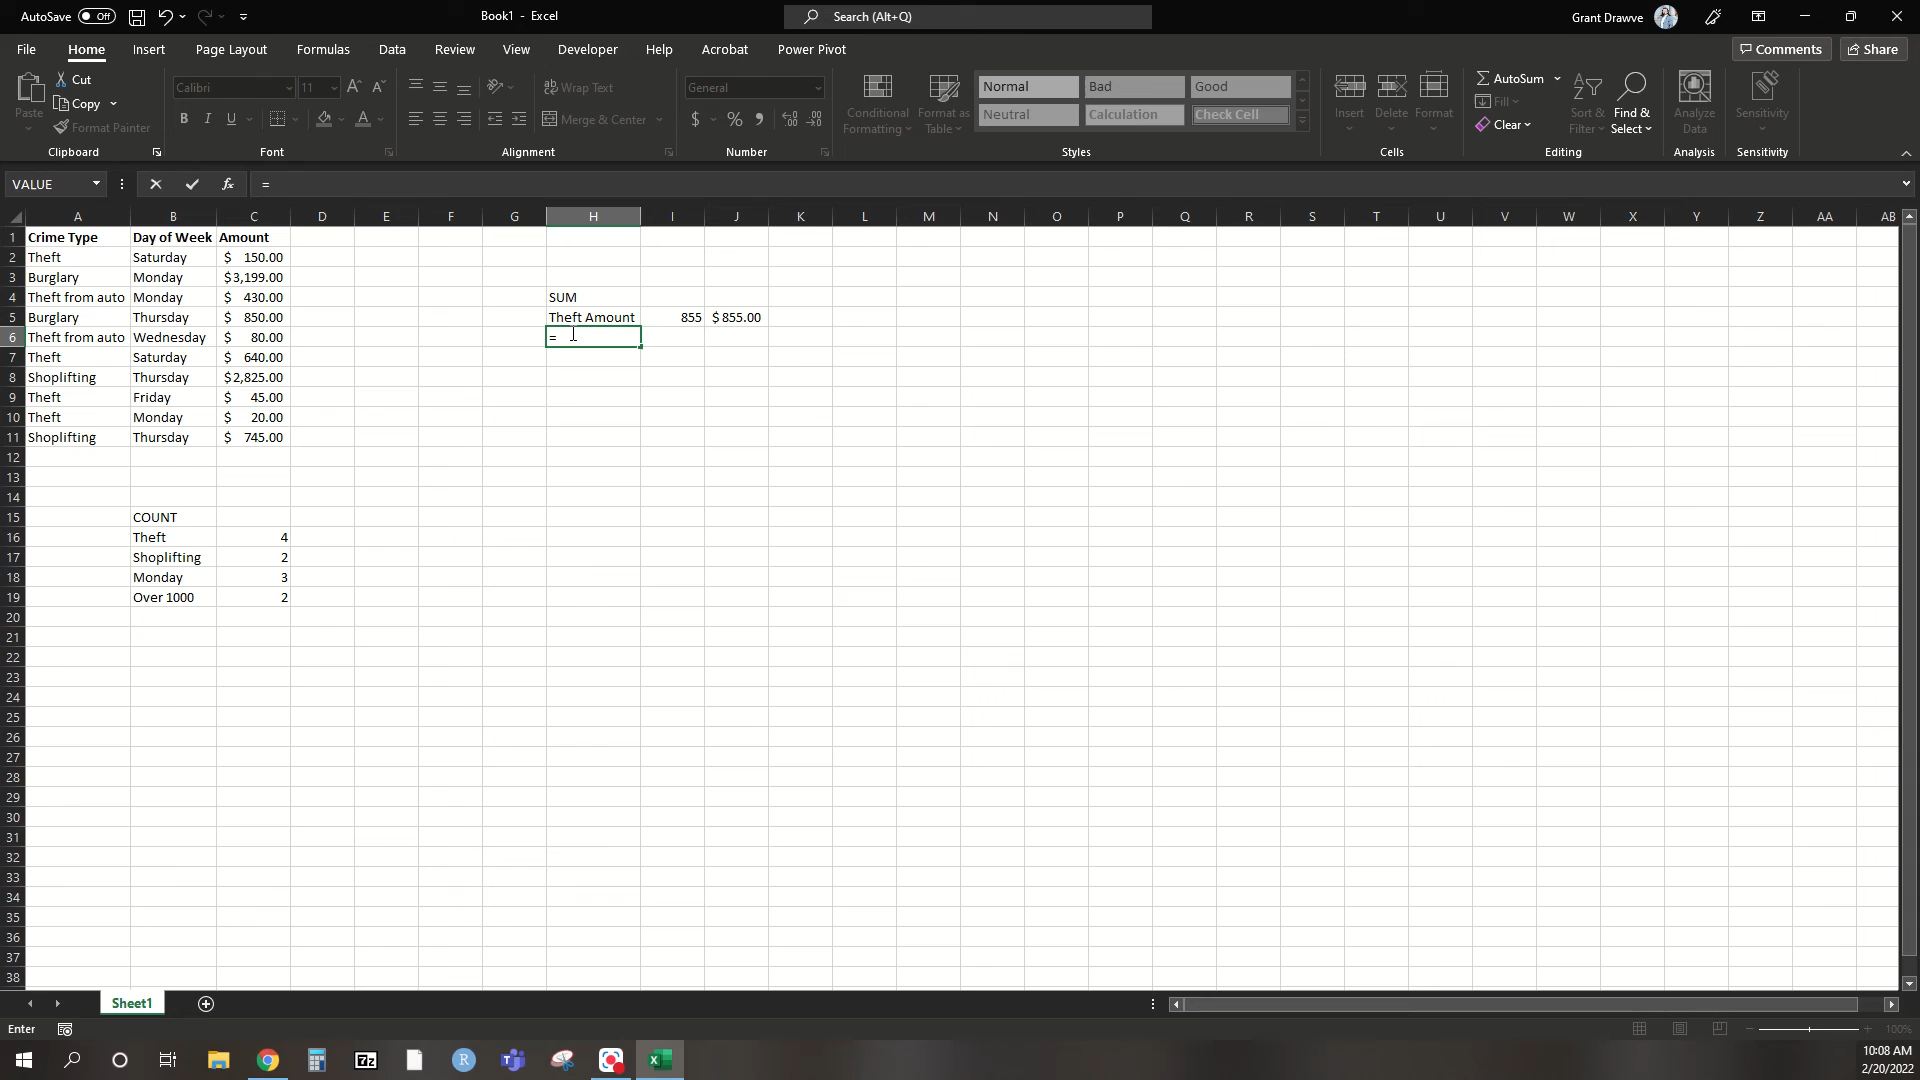 AutoSave Off Book1 - Excel Search (Alt+Q) Grant Drawve
File Home Insert Page Layout Formulas Data Review View Developer Help Acrobat Power Pivot Comments Share
Paste Cut Copy Format Painter Clipboard
Calibri 11 A A B I U A Font
ab Wrap Text Merge & Center Alignment
General $ % 9 Number
Conditional Formatting Format as Table Normal Bad Good Neutral Calculation Check Cell Styles
Insert Delete Format Cells
AutoSum Fill Clear Sort & Filter Find & Select Editing
Analyze Data Analysis Sensitivity Sensitivity
VALUE fx =
A B C D E F G H I J K L M N O P Q R S T U V W X Y Z AA AB
1 Crime Type Day of Week Amount
2 Theft Saturday $ 150.00
3 Burglary Monday $3,199.00
4 Theft from auto Monday $ 430.00 SUM
5 Burglary Thursday $ 850.00 Theft Amount 855 $ 855.00
6 Theft from auto Wednesday $ 80.00 =
7 Theft Saturday $ 640.00
8 Shoplifting Thursday $2,825.00
9 Theft Friday $ 45.00
10 Theft Monday $ 20.00
11 Shoplifting Thursday $ 745.00
12
13
14
15 COUNT
16 Theft 4
17 Shoplifting 2
18 Monday 3
19 Over 1000 2
20
21
22
23
24
25
26
27
28
29
30
31
32
33
34
35
36
37
38
Sheet1
Enter 100%
7z R X 10:08 AM
2/20/2022